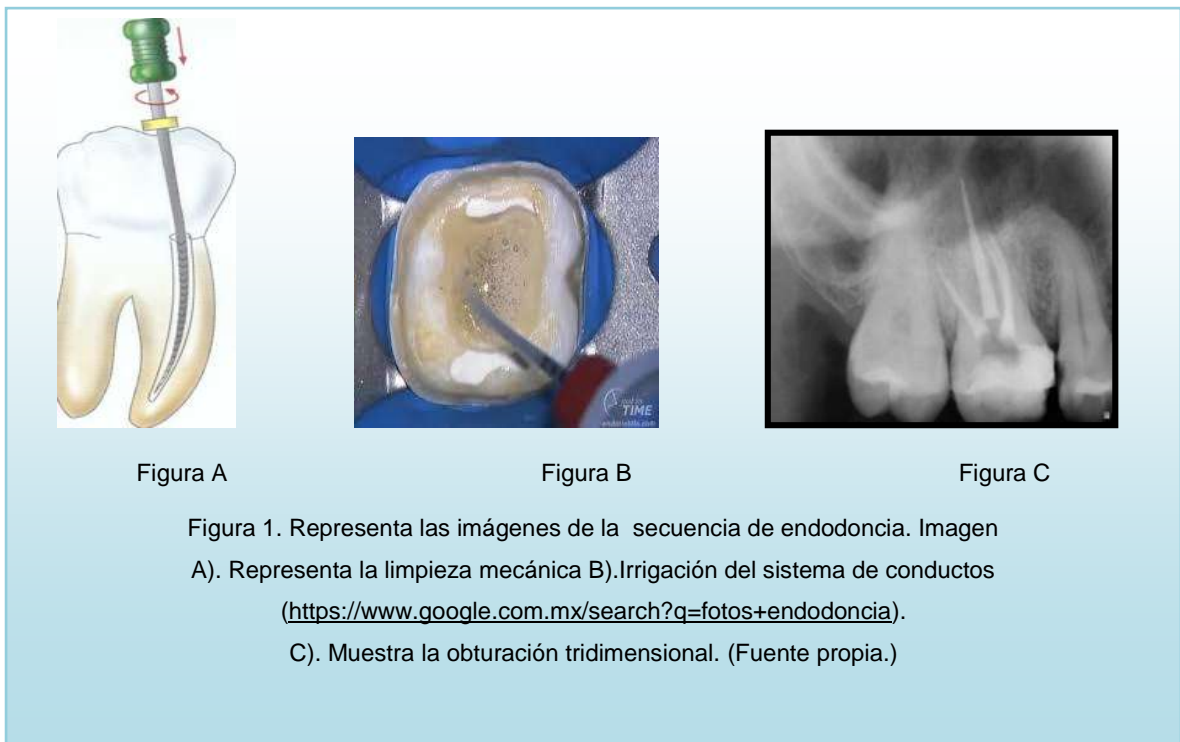 TIME
Figura A
Figura B
Figura C
Figura 1. Representa las imágenes de la secuencia de endodoncia. Imagen
A). Representa la limpieza mecánica B).Irrigación del sistema de conductos
(https://www.google.com.mx/search?q=fotos+endodoncia).
C). Muestra la obturación tridimensional. (Fuente propia.)